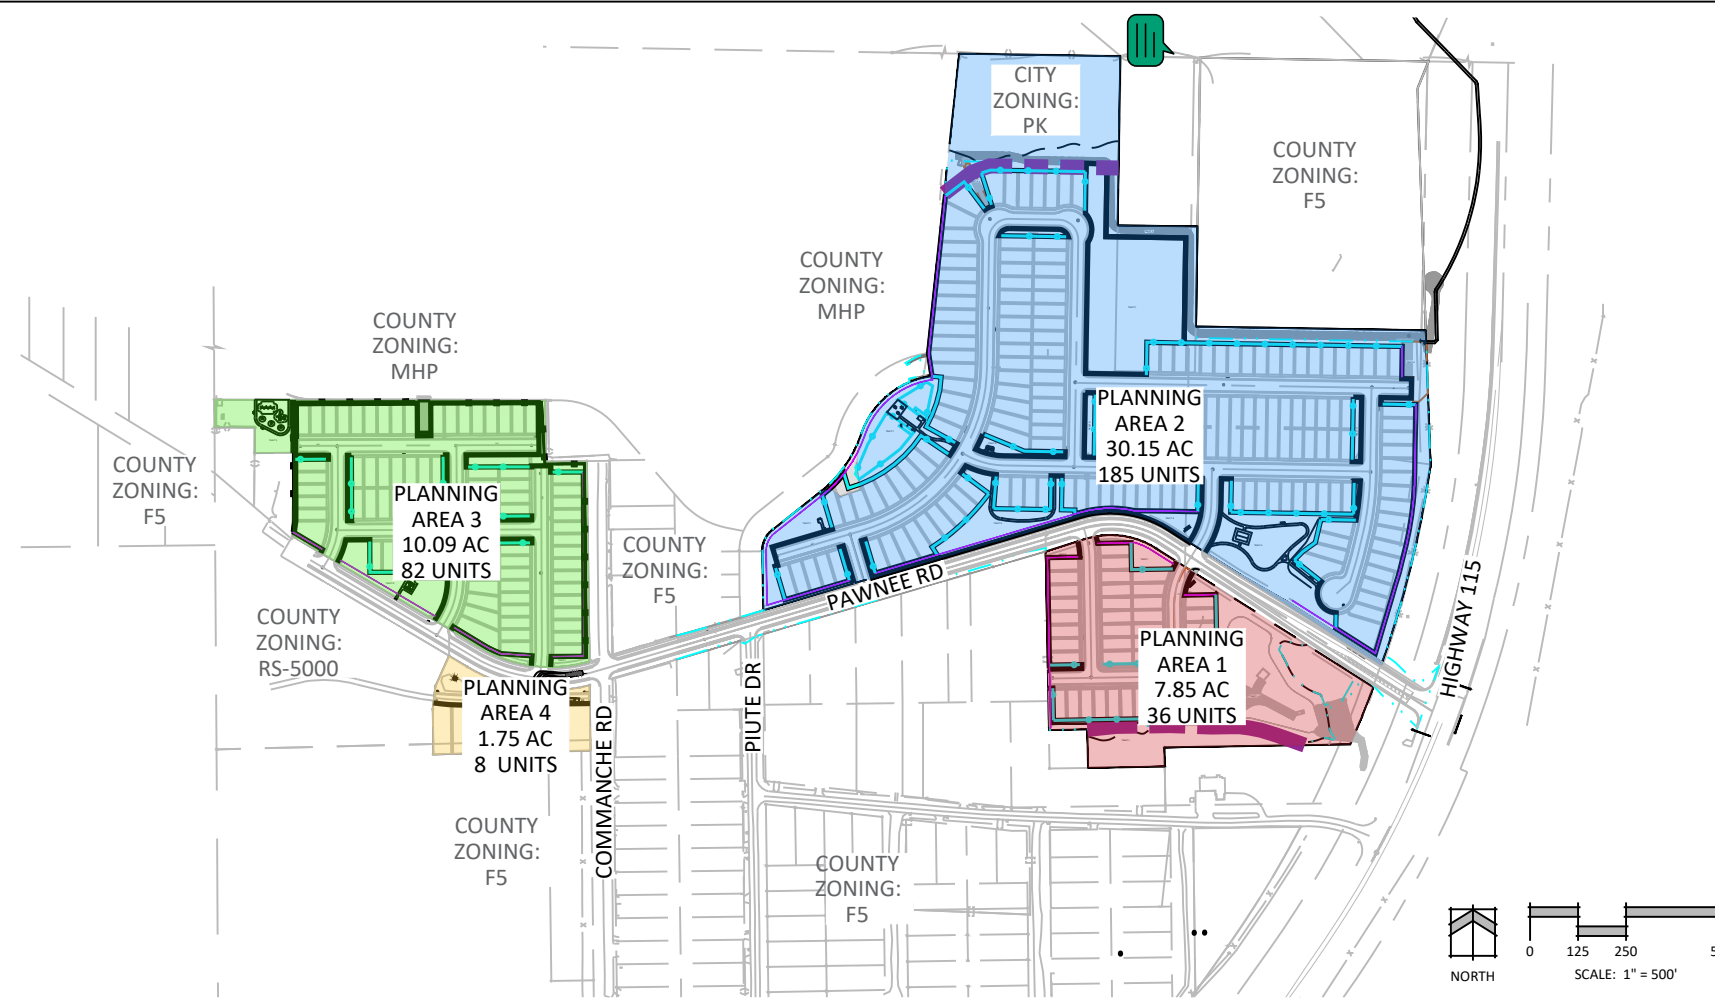 CITY
ZONING:
PK
COUNTY
ZONING:
F5
COUNTY
ZONING:
MHP
COUNTY
ZONING:
MHP
PLANNING
AREA 2
30.15 AC
185 UNITS
COUNTY
ZONING:
F5
PLANNING
AREA 3
10.09 AC
82 UNITS
COUNTY
ZONING:
F5
PAWNEE RD
HIGHWAY 115
COUNTY
ZONING:
RS-5000
PLANNING
AREA 1
7.85 AC
36 UNITS
PLANNING
AREA 4
1.75 AC
8 UNITS
PIUTE DR
COMMANCHE RD
COUNTY
ZONING:
F5
COUNTY
ZONING:
F5
NORTH
0 125 250 5
SCALE: 1" = 500'